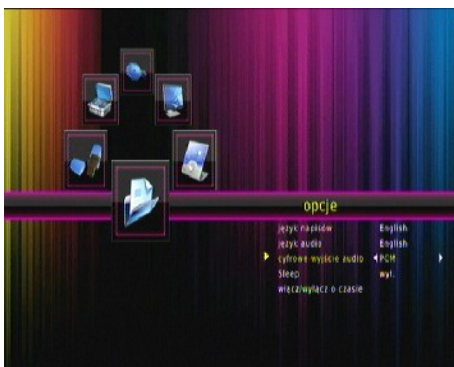 opcje
język napisów English
język audio English
cyfrowe wyjście audio PCM
Sleep wył.
włącz/wyłącz o czasie